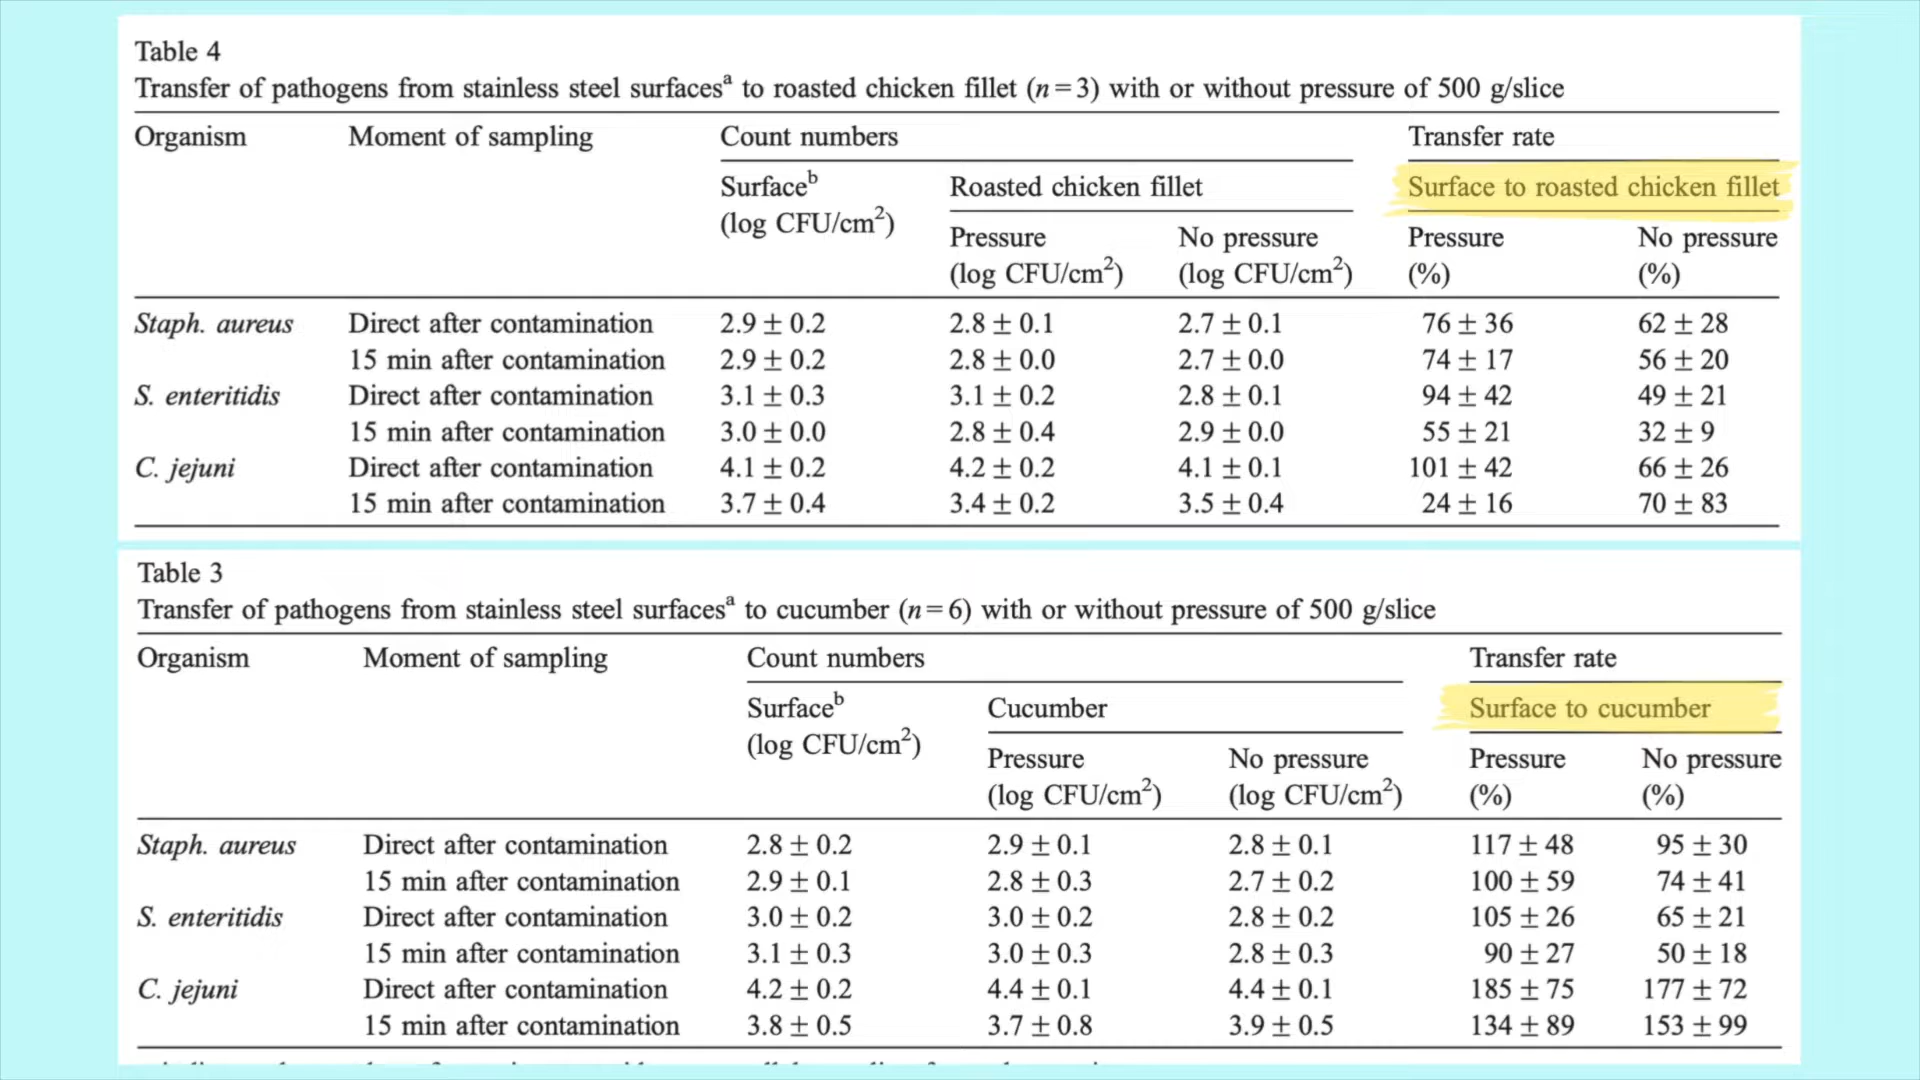 Table 4
Transfer of pathogens from stainless steel surfacesᵃ to roasted chicken fillet (n=3) with or without pressure of 500 g/slice
Organism Moment of sampling Count numbers Transfer rate
Surfaceᵇ Roasted chicken fillet Surface to roasted chicken fillet
(log CFU/cm²)
Pressure No pressure Pressure No pressure
(log CFU/cm²) (log CFU/cm²) (%) (%)
Staph. aureus Direct after contamination 2.9 ± 0.2 2.8 ± 0.1 2.7 ± 0.1 76 ± 36 62 ± 28
15 min after contamination 2.9 ± 0.2 2.8 ± 0.0 2.7 ± 0.0 74 ± 17 56 ± 20
S. enteritidis Direct after contamination 3.1 ± 0.3 3.1 ± 0.2 2.8 ± 0.1 94 ± 42 49 ± 21
15 min after contamination 3.0 ± 0.0 2.8 ± 0.4 2.9 ± 0.0 55 ± 21 32 ± 9
C. jejuni Direct after contamination 4.1 ± 0.2 4.2 ± 0.2 4.1 ± 0.1 101 ± 42 66 ± 26
15 min after contamination 3.7 ± 0.4 3.4 ± 0.2 3.5 ± 0.4 24 ± 16 70 ± 83
Table 3
Transfer of pathogens from stainless steel surfacesᵃ to cucumber (n=6) with or without pressure of 500 g/slice
Organism Moment of sampling Count numbers Transfer rate
Surfaceᵇ Cucumber Surface to cucumber
(log CFU/cm²)
Pressure No pressure Pressure No pressure
(log CFU/cm²) (log CFU/cm²) (%) (%)
Staph. aureus Direct after contamination 2.8 ± 0.2 2.9 ± 0.1 2.8 ± 0.1 117 ± 48 95 ± 30
15 min after contamination 2.9 ± 0.1 2.8 ± 0.3 2.7 ± 0.2 100 ± 59 74 ± 41
S. enteritidis Direct after contamination 3.0 ± 0.2 3.0 ± 0.2 2.8 ± 0.2 105 ± 26 65 ± 21
15 min after contamination 3.1 ± 0.3 3.0 ± 0.3 2.8 ± 0.3 90 ± 27 50 ± 18
C. jejuni Direct after contamination 4.2 ± 0.2 4.4 ± 0.1 4.4 ± 0.1 185 ± 75 177 ± 72
15 min after contamination 3.8 ± 0.5 3.7 ± 0.8 3.9 ± 0.5 134 ± 89 153 ± 99